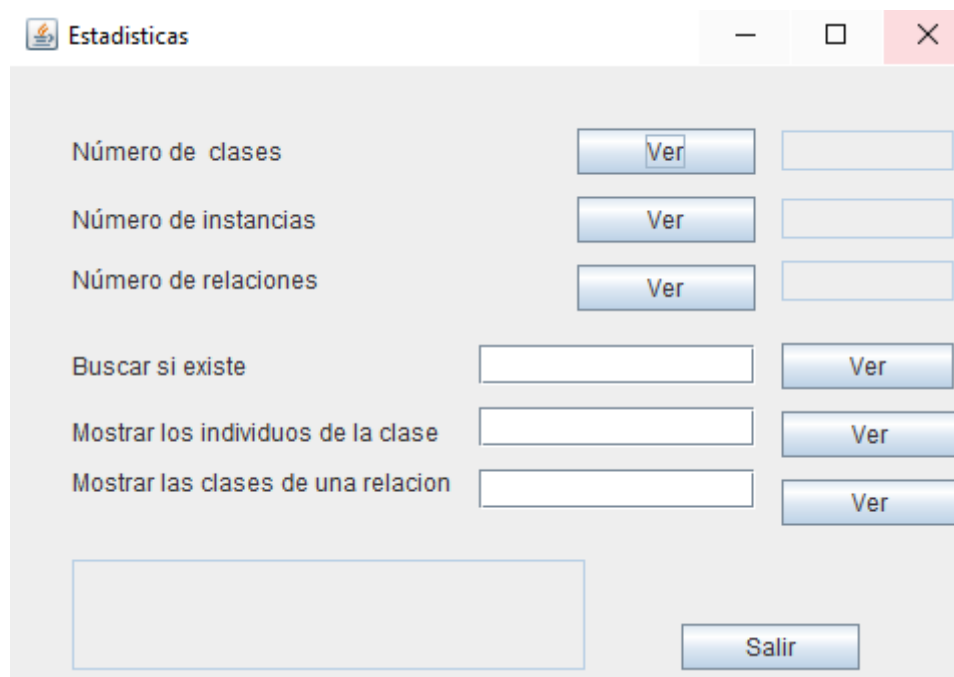 Estadisticas
Número de  clases Ver
Número de instancias Ver
Número de relaciones Ver
Buscar si existe Ver
Mostrar los individuos de la clase Ver
Mostrar las clases de una relacion Ver
Salir